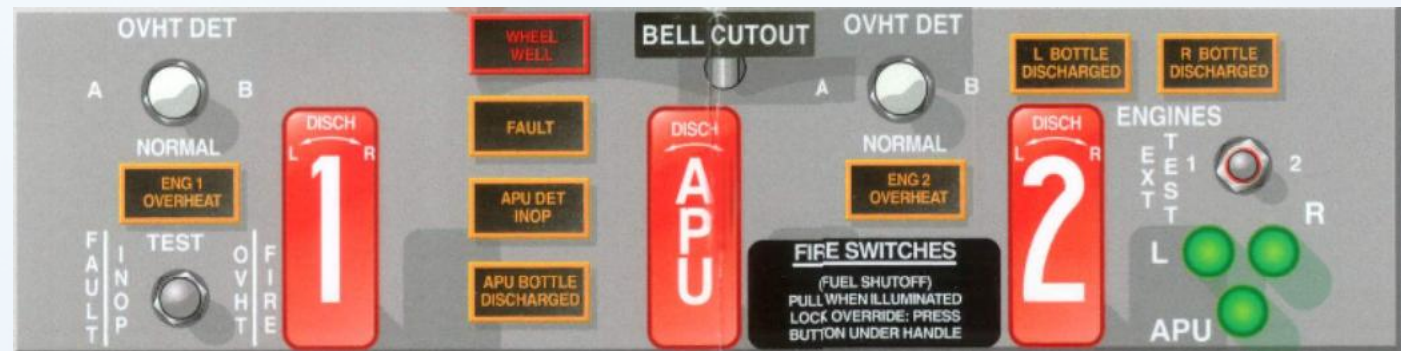 OVHT DET
A
B
NORMAL
ENG 1
OVERHEAT
TEST
FAULT
INOP
OVHT
FIRE
DISCH
L R
1
WHEEL
WELL
FAULT
APU DET
INOP
APU BOTTLE
DISCHARGED
BELL CUTOUT
DISCH
APU
OVHT DET
A
B
NORMAL
ENG 2
OVERHEAT
FIRE SWITCHES
(FUEL SHUTOFF)
PULL WHEN ILLUMINATED
LOCK OVERRIDE: PRESS
BUTTON UNDER HANDLE
DISCH
L R
2
L BOTTLE
DISCHARGED
R BOTTLE
DISCHARGED
ENGINES
EXT
TEST
1
2
L
R
APU